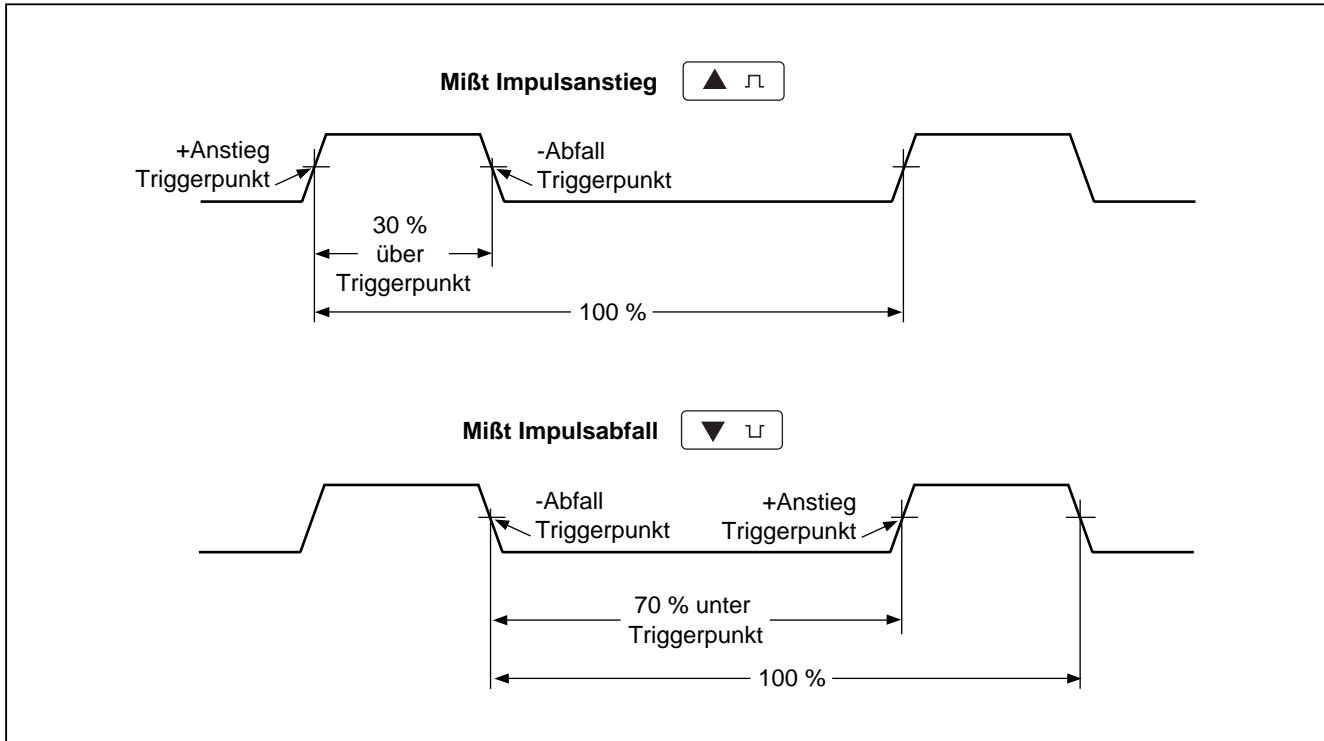 Mißt Impulsanstieg
+Anstieg
Triggerpunkt
-Abfall
Triggerpunkt
30 %
über
Triggerpunkt
100 %
Mißt Impulsabfall
-Abfall
Triggerpunkt
+Anstieg
Triggerpunkt
70 % unter
Triggerpunkt
100 %